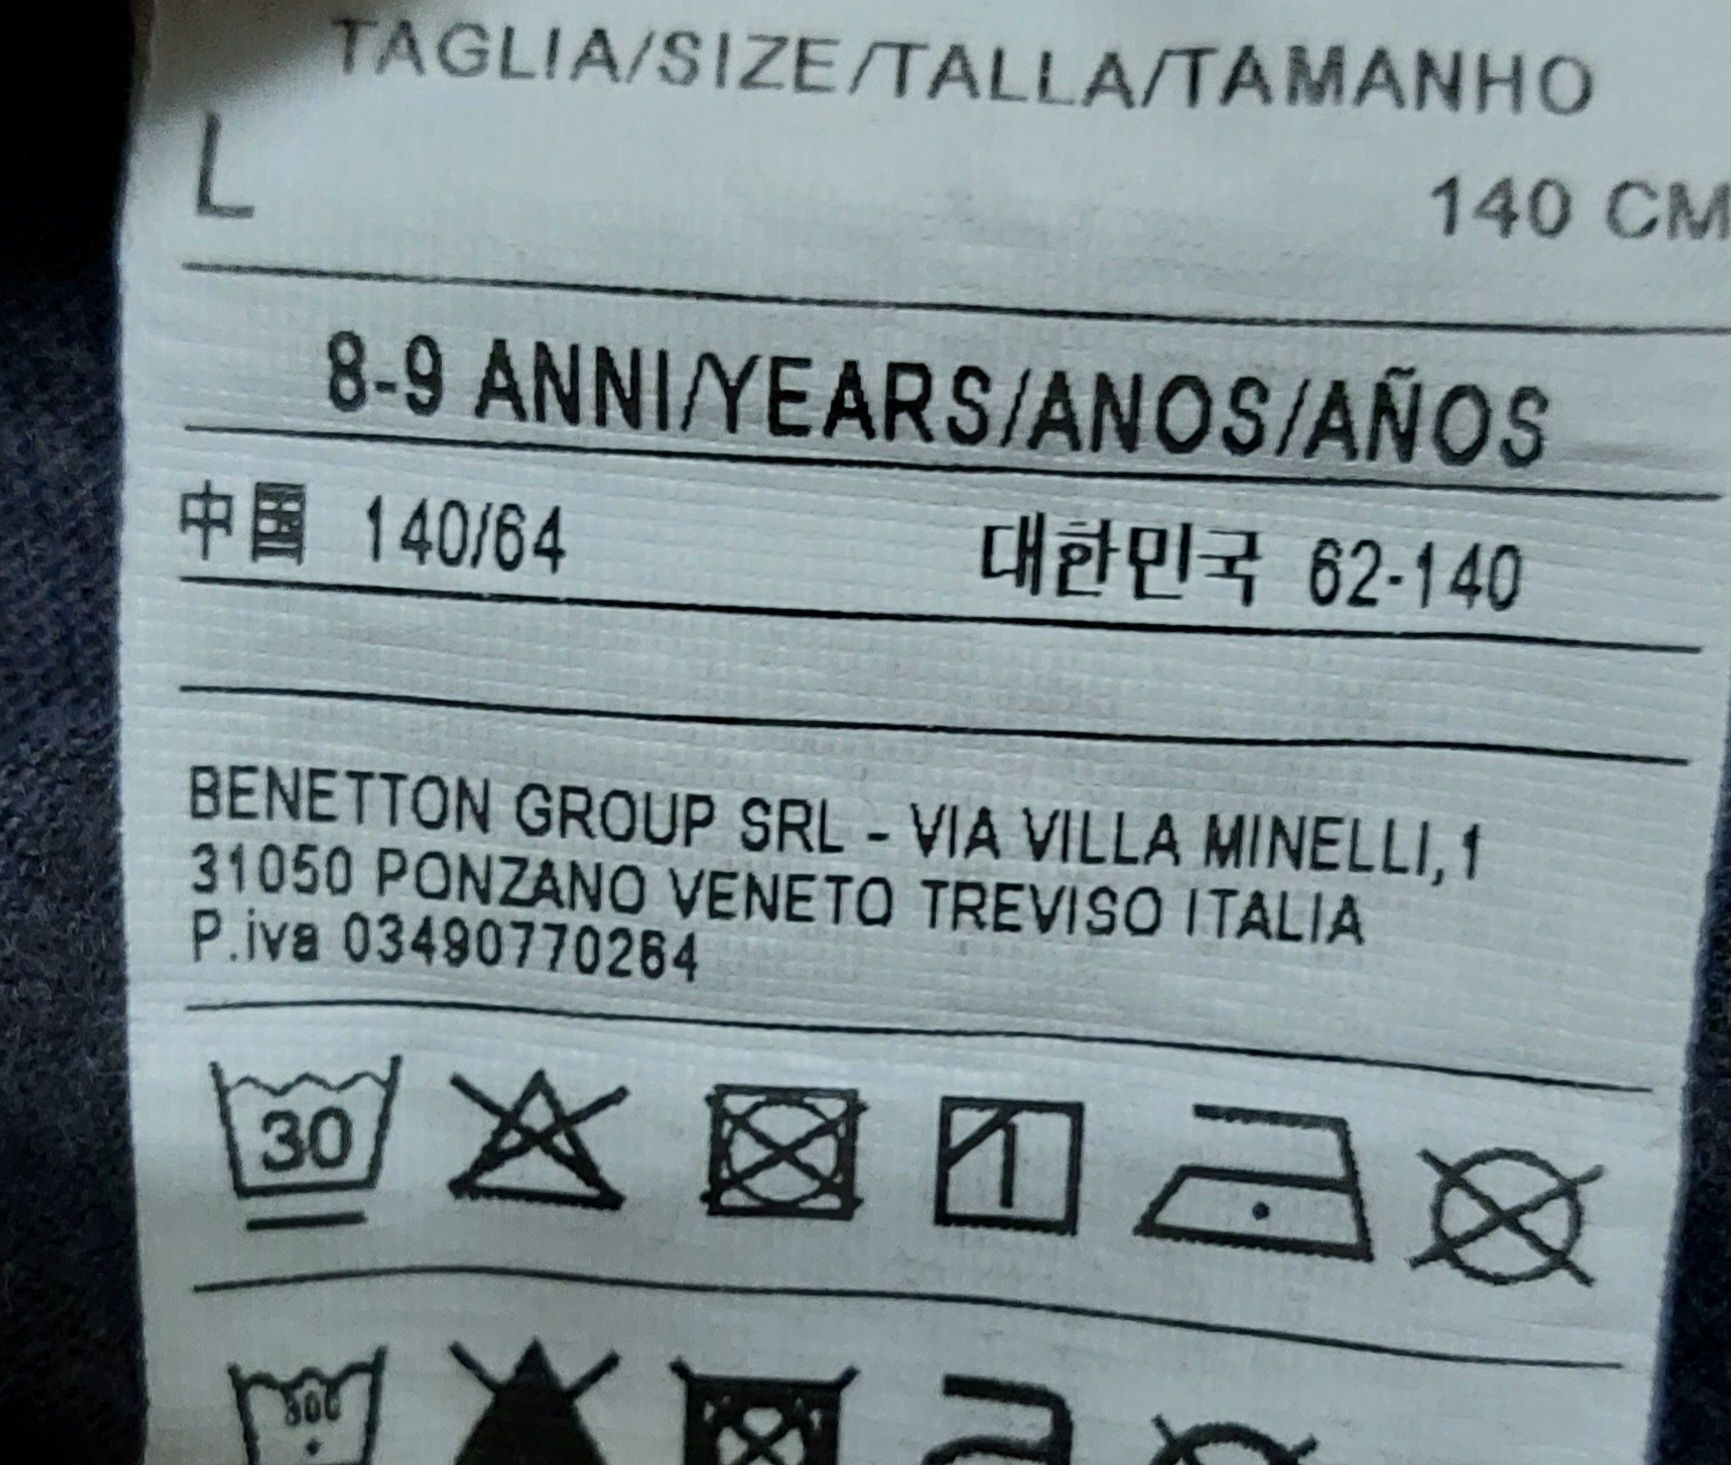 TAGLIA/SIZE/TALLA/TAMANHO
L 140 CM
8-9 ANNI/YEARS/ANOS/AÑOS
中国 140/64 대한민국 62-140
BENETTON GROUP SRL - VIA VILLA MINELLI, 1
31050 PONZANO VENETO TREVISO ITALIA
P.iva 03490770264
30